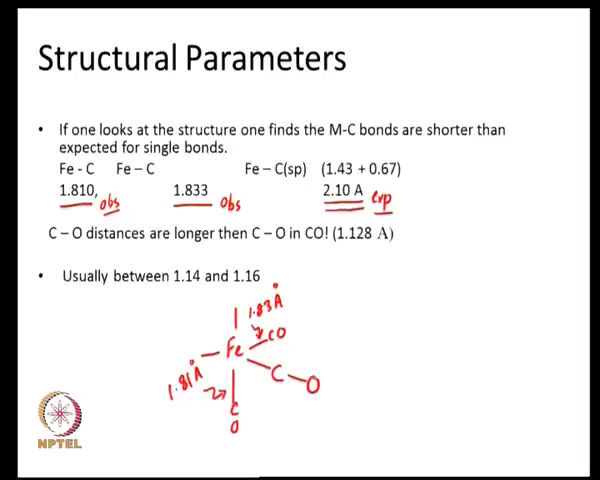 Structural Parameters
• If one looks at the structure one finds the M-C bonds are shorter than
expected for single bonds.
Fe - C Fe – C Fe – C(sp) (1.43 + 0.67)
1.810, obs 1.833 obs 2.10 A exp
C – O distances are longer then C – O in CO! (1.128 A)
• Usually between 1.14 and 1.16
1.83 Å
CO
Fe
1.81 Å
C – O
C
O
NPTEL